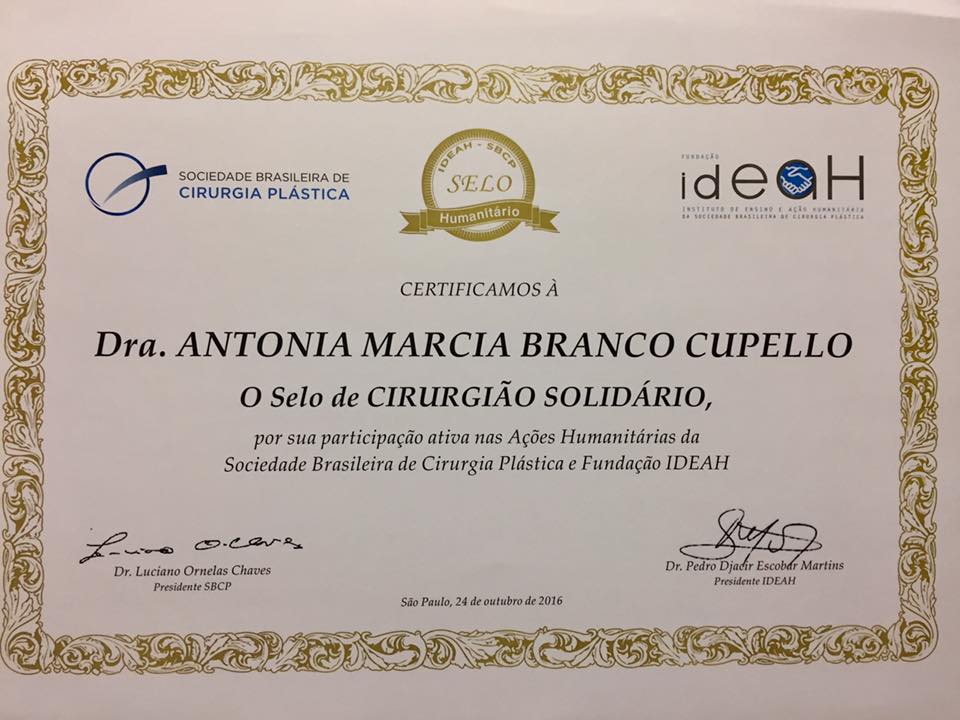 SOCIEDADE BRASILEIRA DE
CIRURGIA PLÁSTICA
IDEAH - SBCP
SELO
Humanitário
FUNDAÇÃO
ideaH
INSTITUTO DE ENSINO E AÇÃO HUMANITÁRIA
DA SOCIEDADE BRASILEIRA DE CIRURGIA PLÁSTICA
CERTIFICAMOS À
Dra. ANTONIA MARCIA BRANCO CUPELLO
O Selo de CIRURGIÃO SOLIDÁRIO,
por sua participação ativa nas Ações Humanitárias da
Sociedade Brasileira de Cirurgia Plástica e Fundação IDEAH
Dr. Luciano Ornelas Chaves
Presidente SBCP
Dr. Pedro Djacir Escobar Martins
Presidente IDEAH
São Paulo, 24 de outubro de 2016